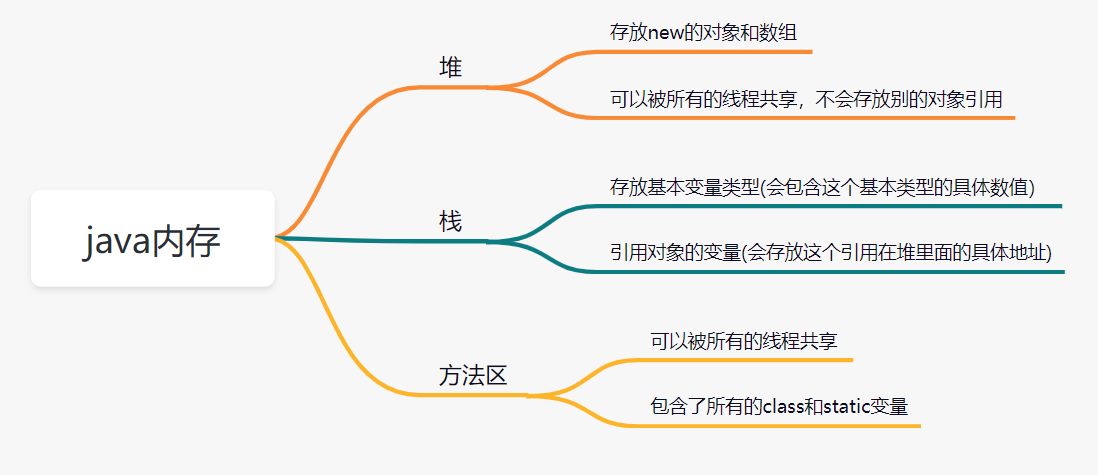 java内存
堆
存放new的对象和数组
可以被所有的线程共享，不会存放别的对象引用
栈
存放基本变量类型(会包含这个基本类型的具体数值)
引用对象的变量(会存放这个引用在堆里面的具体地址)
方法区
可以被所有的线程共享
包含了所有的class和static变量